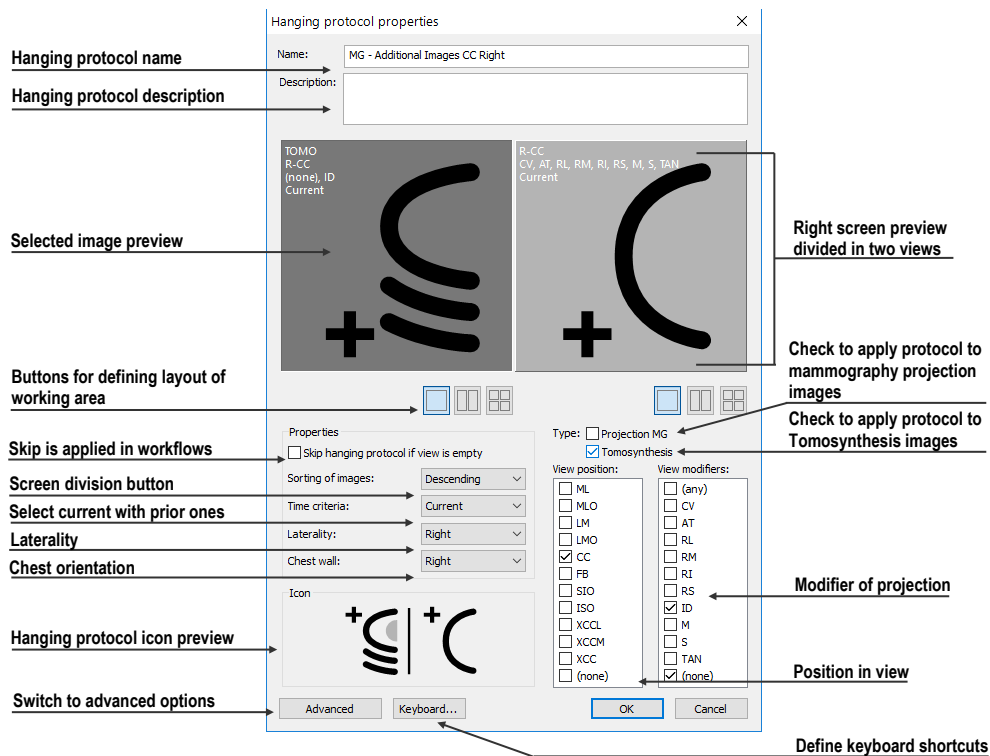 Hanging protocol properties
Name:
MG - Additional Images CC Right
Hanging protocol name
Description:
Hanging protocol description
TOMO
R-CC
(none), ID
Current
R-CC
CV, AT, RL, RM, RI, RS, M, S, TAN
Current
Selected image preview
Right screen preview
divided in two views
Check to apply protocol to
mammography projection
images
Buttons for defining layout of
working area
Check to apply protocol to
Tomosynthesis images
Properties
Type:
Projection MG
Skip is applied in workflows
Skip hanging protocol if view is empty
Tomosynthesis
Screen division button
Sorting of images:
Descending
Select current with prior ones
Time criteria:
Current
Laterality
Laterality:
Right
Chest orientation
Chest wall:
Right
View position:
ML
MLO
LM
LMO
CC
FB
SIO
ISO
XCCL
XCCM
XCC
(none)
View modifiers:
(any)
CV
AT
RL
RM
RI
RS
ID
M
S
TAN
(none)
Modifier of projection
Position in view
Icon
Hanging protocol icon preview
Switch to advanced options
Advanced
Keyboard...
OK
Cancel
Define keyboard shortcuts